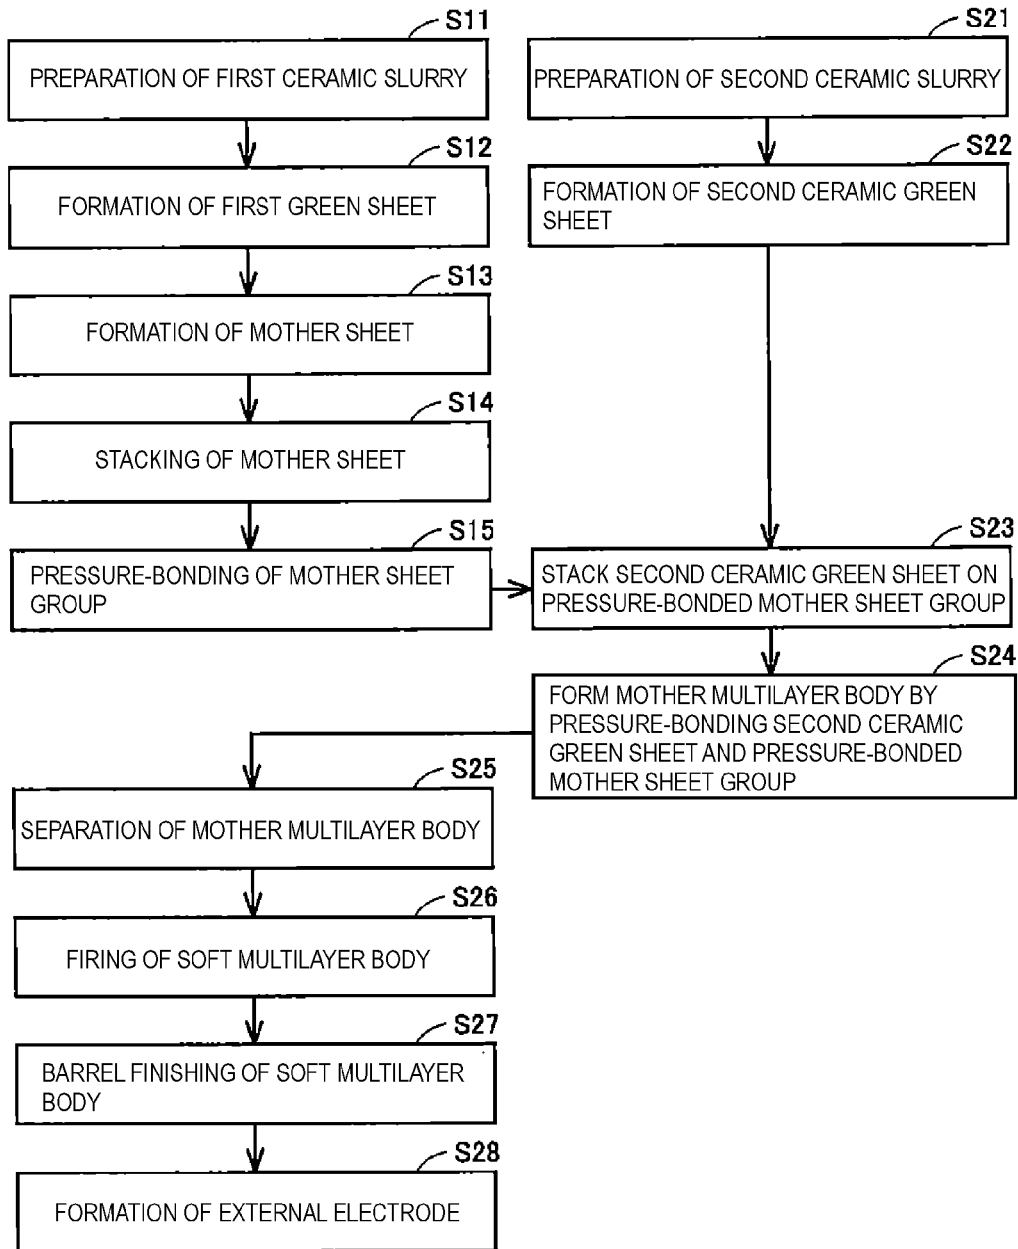 S11
PREPARATION OF FIRST CERAMIC SLURRY
S12
FORMATION OF FIRST GREEN SHEET
S13
FORMATION OF MOTHER SHEET
S14
STACKING OF MOTHER SHEET
S15
PRESSURE-BONDING OF MOTHER SHEET
GROUP
S21
PREPARATION OF SECOND CERAMIC SLURRY
S22
FORMATION OF SECOND CERAMIC GREEN
SHEET
S23
STACK SECOND CERAMIC GREEN SHEET ON
PRESSURE-BONDED MOTHER SHEET GROUP
S24
FORM MOTHER MULTILAYER BODY BY
PRESSURE-BONDING SECOND CERAMIC
GREEN SHEET AND PRESSURE-BONDED
MOTHER SHEET GROUP
S25
SEPARATION OF MOTHER MULTILAYER BODY
S26
FIRING OF SOFT MULTILAYER BODY
S27
BARREL FINISHING OF SOFT MULTILAYER
BODY
S28
FORMATION OF EXTERNAL ELECTRODE